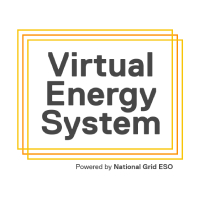 Virtual
Energy
System
Powered by National Grid ESO